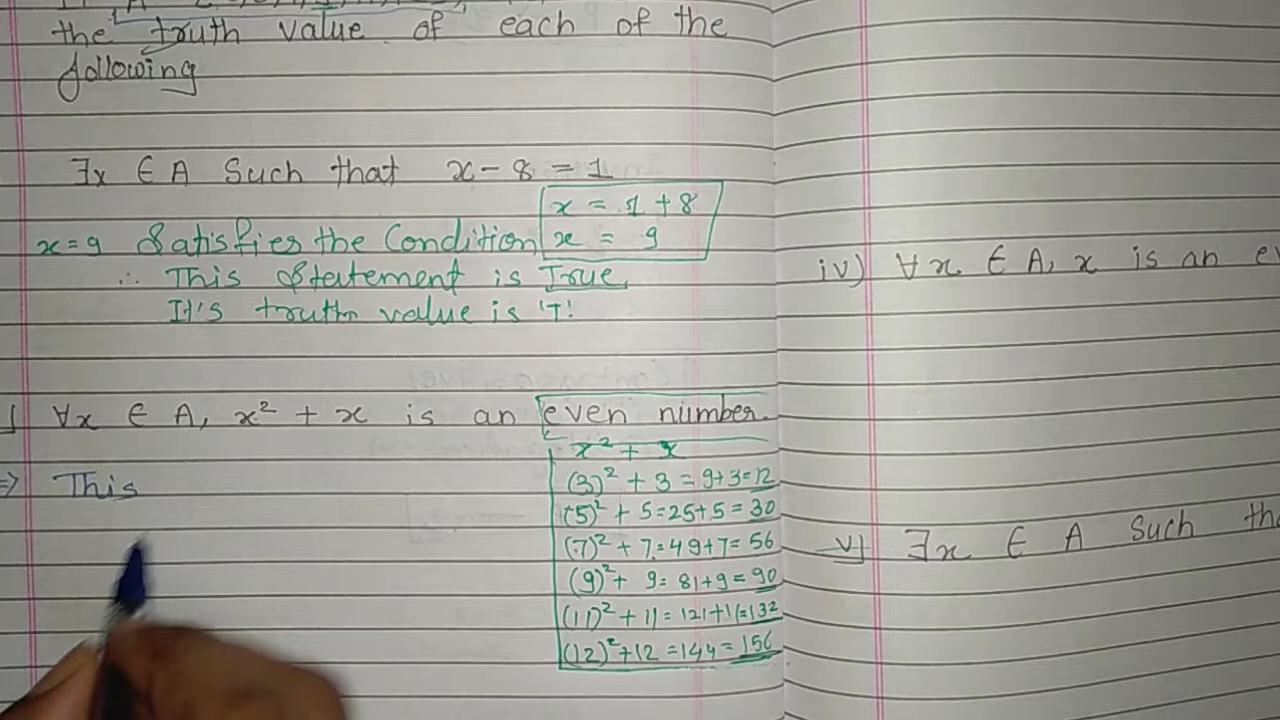 the truth value of each of the
following
∃x ∈ A Such that x - 8 = 1
x = 1 + 8
x = 9
x = 9 Satisfies the Condition
∴ This Statement is True.
It's truth value is 'T'
∀x ∈ A, x² + x is an even number.
x² + x
⇒ This
(3)² + 3 = 9+3=12
(5)² + 5=25+5=30
(7)² + 7=49+7=56
(9)² + 9=81+9=90
(11)² + 11=121+11=132
(12)²+12=144=156
iv) ∀x ∈ A, x is an
v) ∃x ∈ A Such